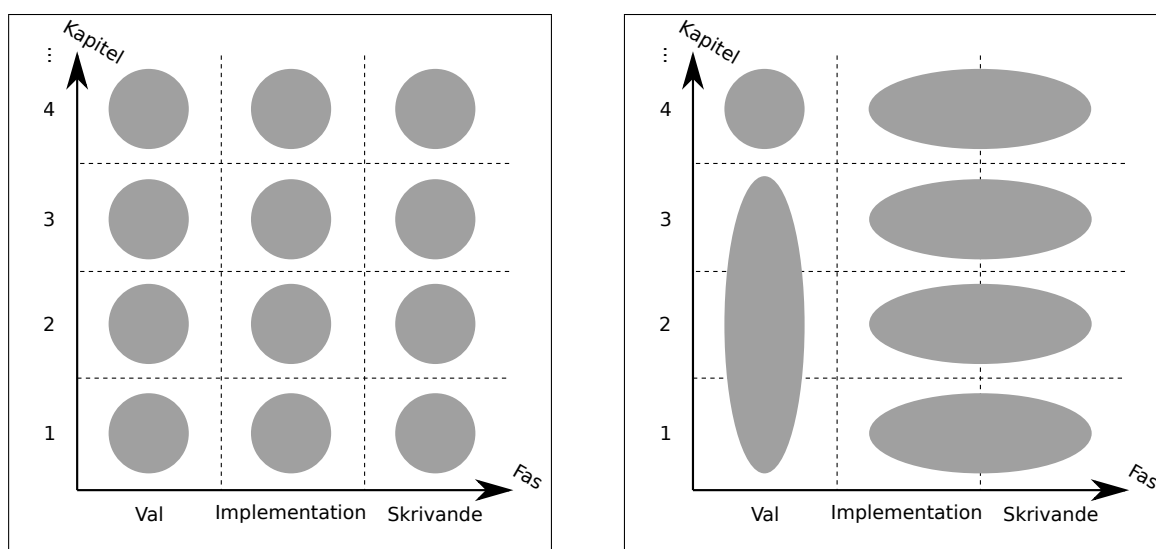 Kapitel
...
4
3
2
1
Fas
Val Implementation Skrivande
Kapitel
...
4
3
2
1
Fas
Val Implementation Skrivande